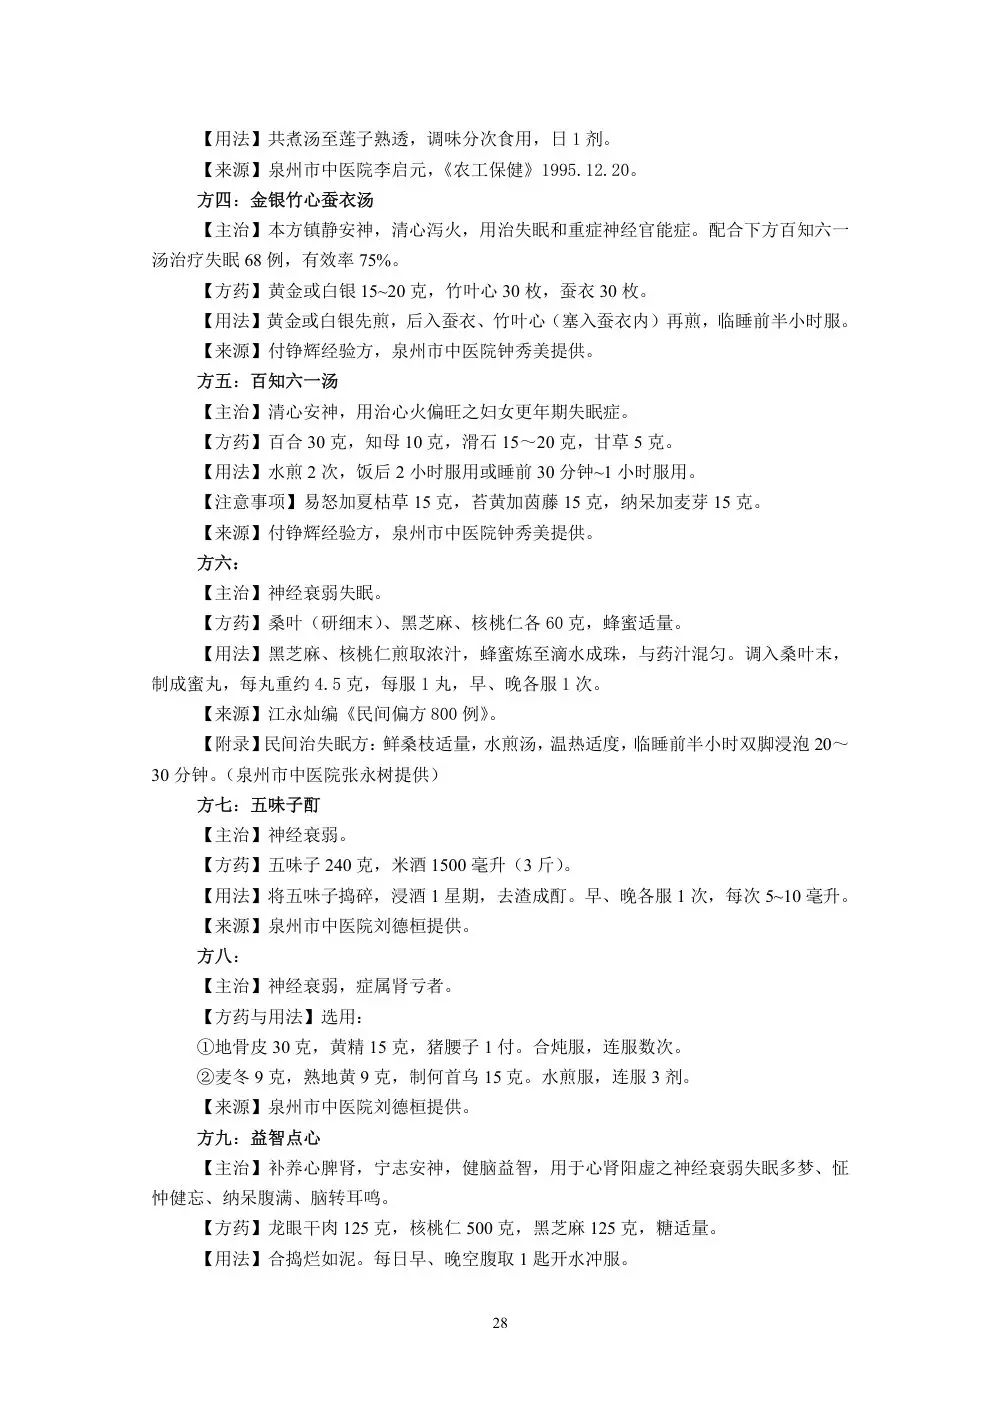 【用法】共煮汤至莲子熟透，调味分次食用，日 1 剂。
【来源】泉州市中医院李启元，《农工保健》1995.12.20。
方四：金银竹心蚕衣汤
【主治】本方镇静安神，清心泻火，用治失眠和重症神经官能症。配合下方百知六一
汤治疗失眠 68 例，有效率 75%。
【方药】黄金或白银 15~20 克，竹叶心 30 枚，蚕衣 30 枚。
【用法】黄金或白银先煎，后入蚕衣、竹叶心（塞入蚕衣内）再煎，临睡前半小时服。
【来源】付铮辉经验方，泉州市中医院钟秀美提供。
方五：百知六一汤
【主治】清心安神，用治心火偏旺之妇女更年期失眠症。
【方药】百合 30 克，知母 10 克，滑石 15～20 克，甘草 5 克。
【用法】水煎 2 次，饭后 2 小时服用或睡前 30 分钟~1 小时服用。
【注意事项】易怒加夏枯草 15 克，苔黄加茵藤 15 克，纳呆加麦芽 15 克。
【来源】付铮辉经验方，泉州市中医院钟秀美提供。
方六：
【主治】神经衰弱失眠。
【方药】桑叶（研细末）、黑芝麻、核桃仁各 60 克，蜂蜜适量。
【用法】黑芝麻、核桃仁煎取浓汁，蜂蜜炼至滴水成珠，与药汁混匀。调入桑叶末，
制成蜜丸，每丸重约 4.5 克，每服 1 丸，早、晚各服 1 次。
【来源】江永灿编《民间偏方 800 例》。
【附录】民间治失眠方：鲜桑枝适量，水煎汤，温热适度，临睡前半小时双脚浸泡 20～
30 分钟。（泉州市中医院张永树提供）
方七：五味子酊
【主治】神经衰弱。
【方药】五味子 240 克，米酒 1500 毫升（3 斤）。
【用法】将五味子捣碎，浸酒 1 星期，去渣成酊。早、晚各服 1 次，每次 5~10 毫升。
【来源】泉州市中医院刘德桓提供。
方八：
【主治】神经衰弱，症属肾亏者。
【方药与用法】选用：
①地骨皮 30 克，黄精 15 克，猪腰子 1 付。合炖服，连服数次。
②麦冬 9 克，熟地黄 9 克，制何首乌 15 克。水煎服，连服 3 剂。
【来源】泉州市中医院刘德桓提供。
方九：益智点心
【主治】补养心脾肾，宁志安神，健脑益智，用于心肾阳虚之神经衰弱失眠多梦、怔
忡健忘、纳呆腹满、脑转耳鸣。
【方药】龙眼干肉 125 克，核桃仁 500 克，黑芝麻 125 克，糖适量。
【用法】合捣烂如泥。每日早、晚空腹取 1 匙开水冲服。
28